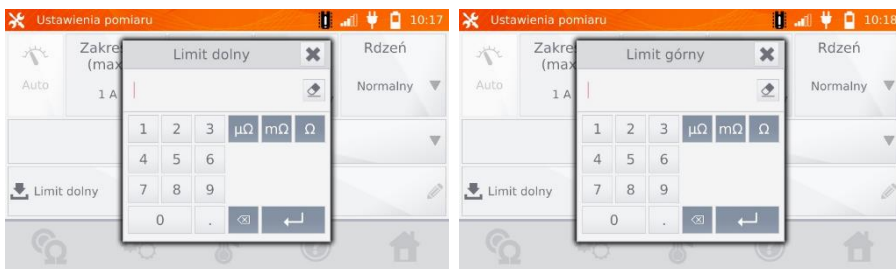 Ustawienia pomiaru 10:17
Limit dolny
Zakre
(max
Auto
1 A
Rdzeń
Normalny
1 2 3 μΩ mΩ Ω
4 5 6
7 8 9
0 .
Limit dolny
Ustawienia pomiaru 10:18
Limit górny
Zakre
(max
Auto
1 A
Rdzeń
Normalny
1 2 3 μΩ mΩ Ω
4 5 6
7 8 9
0 .
Limit dolny